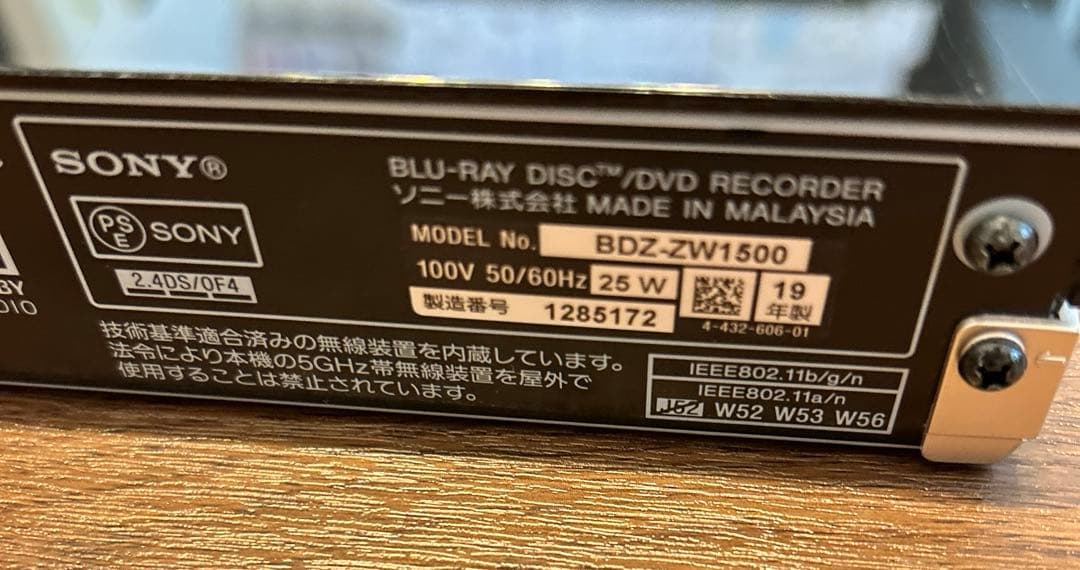 SONY®
BLU-RAY DISC™/DVD RECORDER
ソニー株式会社 MADE IN MALAYSIA
PSE SONY
MODEL No. BDZ-ZW1500
100V 50/60Hz 25 W
19年製
2.4DS/OF4
製造番号 1285172
4-432-606-01
技術基準適合済みの無線装置を内蔵しています。
法令により本機の5GHz帯無線装置を屋外で
使用することは禁止されています。
IEEE802.11b/g/n
IEEE802.11a/n
J52 W52 W53 W56